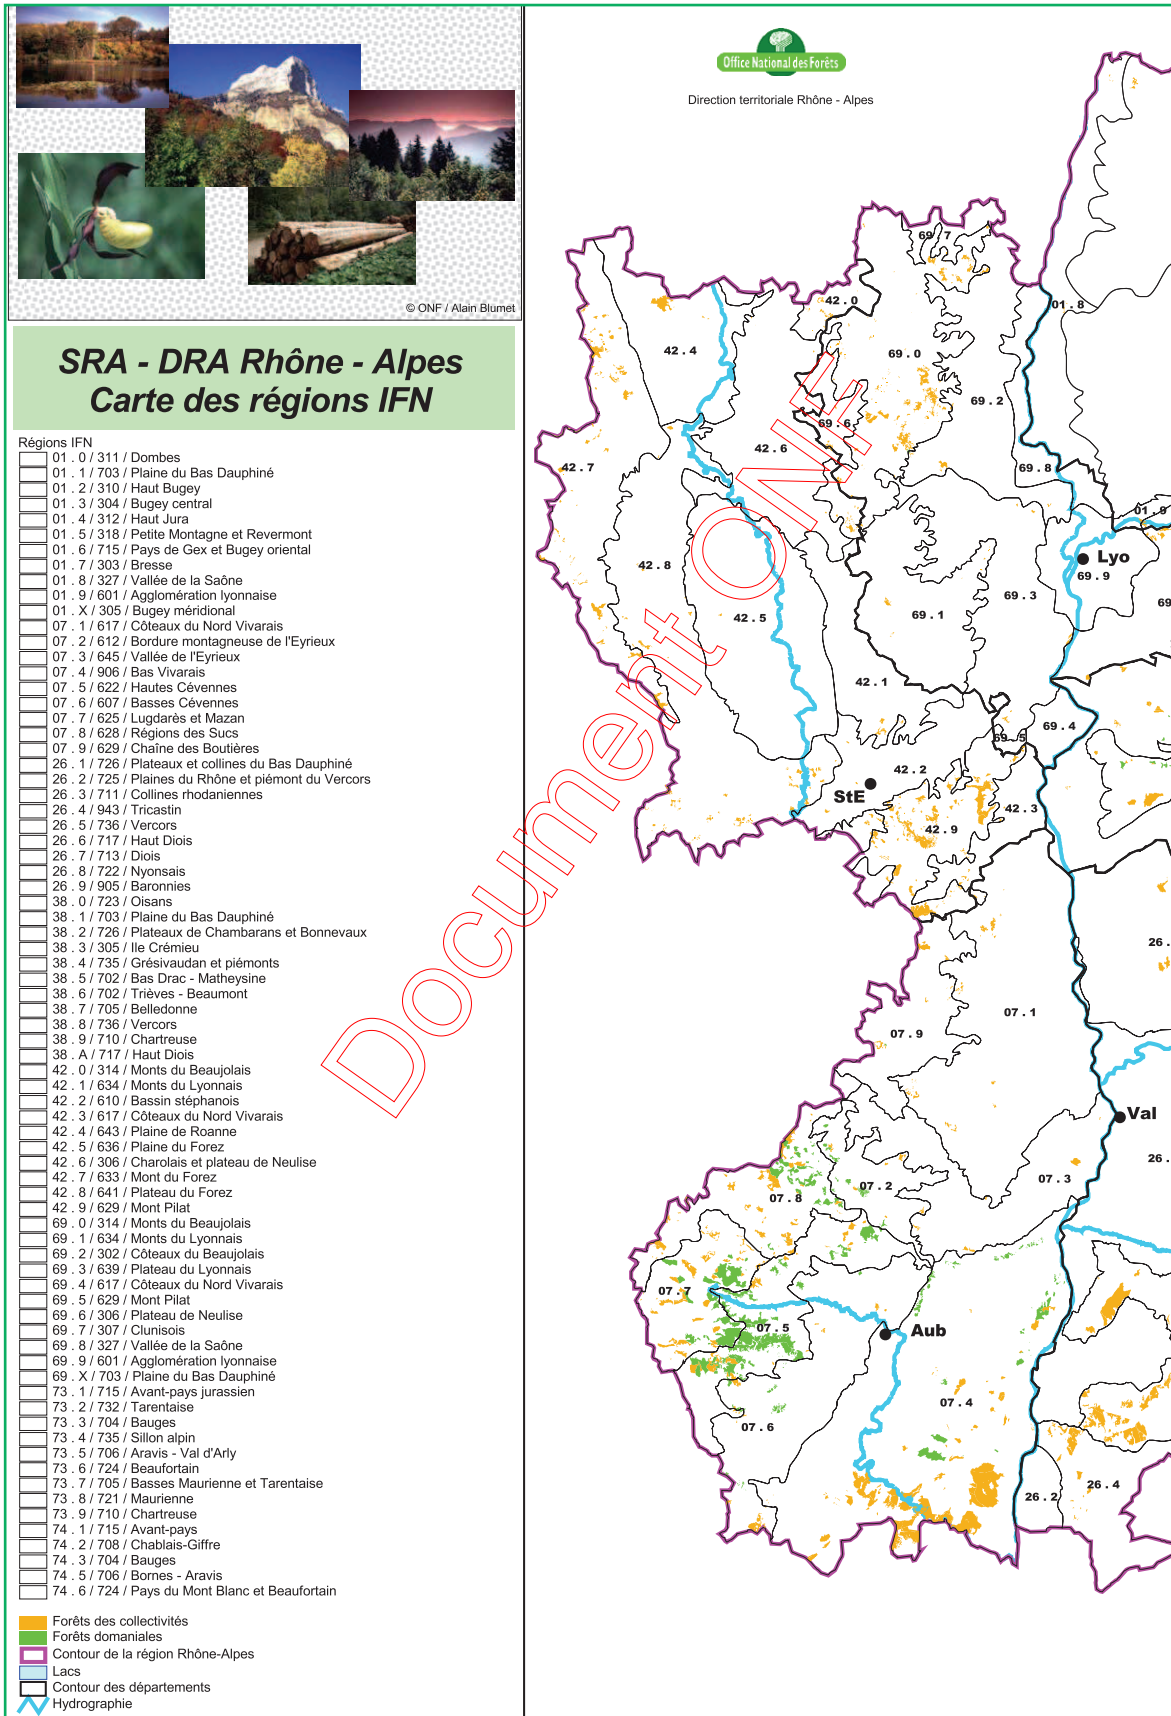 © ONF / Alain Blumet
SRA - DRA Rhône - Alpes
Carte des régions IFN
Régions IFN
01 . 0 / 311 / Dombes
01 . 1 / 703 / Plaine du Bas Dauphiné
01 . 2 / 310 / Haut Bugey
01 . 3 / 304 / Bugey central
01 . 4 / 312 / Haut Jura
01 . 5 / 318 / Petite Montagne et Revermont
01 . 6 / 715 / Pays de Gex et Bugey oriental
01 . 7 / 303 / Bresse
01 . 8 / 327 / Vallée de la Saône
01 . 9 / 601 / Agglomération lyonnaise
01 . X / 305 / Bugey méridional
07 . 1 / 617 / Côteaux du Nord Vivarais
07 . 2 / 612 / Bordure montagneuse de l'Eyrieux
07 . 3 / 645 / Vallée de l'Eyrieux
07 . 4 / 906 / Bas Vivarais
07 . 5 / 622 / Hautes Cévennes
07 . 6 / 607 / Basses Cévennes
07 . 7 / 625 / Lugdarès et Mazan
07 . 8 / 628 / Régions des Sucs
07 . 9 / 629 / Chaîne des Boutières
26 . 1 / 726 / Plateaux et collines du Bas Dauphiné
26 . 2 / 725 / Plaines du Rhône et piémont du Vercors
26 . 3 / 711 / Collines rhodaniennes
26 . 4 / 943 / Tricastin
26 . 5 / 736 / Vercors
26 . 6 / 717 / Haut Diois
26 . 7 / 713 / Diois
26 . 8 / 722 / Nyonsais
26 . 9 / 905 / Baronnies
38 . 0 / 723 / Oisans
38 . 1 / 703 / Plaine du Bas Dauphiné
38 . 2 / 726 / Plateaux de Chambarans et Bonnevaux
38 . 3 / 305 / Ile Crémieu
38 . 4 / 735 / Grésivaudan et piémonts
38 . 5 / 702 / Bas Drac - Matheysine
38 . 6 / 702 / Trièves - Beaumont
38 . 7 / 705 / Belledonne
38 . 8 / 736 / Vercors
38 . 9 / 710 / Chartreuse
38 . A / 717 / Haut Diois
42 . 0 / 314 / Monts du Beaujolais
42 . 1 / 634 / Monts du Lyonnais
42 . 2 / 610 / Bassin stéphanois
42 . 3 / 617 / Côteaux du Nord Vivarais
42 . 4 / 643 / Plaine de Roanne
42 . 5 / 636 / Plaine du Forez
42 . 6 / 306 / Charolais et plateau de Neulise
42 . 7 / 633 / Mont du Forez
42 . 8 / 641 / Plateau du Forez
42 . 9 / 629 / Mont Pilat
69 . 0 / 314 / Monts du Beaujolais
69 . 1 / 634 / Monts du Lyonnais
69 . 2 / 302 / Côteaux du Beaujolais
69 . 3 / 639 / Plateau du Lyonnais
69 . 4 / 617 / Côteaux du Nord Vivarais
69 . 5 / 629 / Mont Pilat
69 . 6 / 306 / Plateau de Neulise
69 . 7 / 307 / Clunisois
69 . 8 / 327 / Vallée de la Saône
69 . 9 / 601 / Agglomération lyonnaise
69 . X / 703 / Plaine du Bas Dauphiné
73 . 1 / 715 / Avant-pays jurassien
73 . 2 / 732 / Tarentaise
73 . 3 / 704 / Bauges
73 . 4 / 735 / Sillon alpin
73 . 5 / 706 / Aravis - Val d'Arly
73 . 6 / 724 / Beaufortain
73 . 7 / 705 / Basses Maurienne et Tarentaise
73 . 8 / 721 / Maurienne
73 . 9 / 710 / Chartreuse
74 . 1 / 715 / Avant-pays
74 . 2 / 708 / Chablais-Giffre
74 . 3 / 704 / Bauges
74 . 5 / 706 / Bornes - Aravis
74 . 6 / 724 / Pays du Mont Blanc et Beaufortain
Forêts des collectivités
Forêts domaniales
Contour de la région Rhône-Alpes
Lacs
Contour des départements
Hydrographie
Document ONF
Office National des Forêts
Direction territoriale Rhône - Alpes
69 . 7
42 . 0
01 . 8
42 . 4
69 . 0
69 . 2
69 . 6
42 . 6
42 . 7
69 . 8
01 . 9
Lyo
42 . 8
69 . 9
69 . 3
69
42 . 5
69 . 1
42 . 1
69 . 4
69 . 5
42 . 2
StE
42 . 3
42 . 9
26 .
07 . 1
07 . 9
Val
26 .
07 . 3
07 . 2
07 . 8
07 . 7
07 . 5
Aub
07 . 4
07 . 6
26 . 4
26 . 2